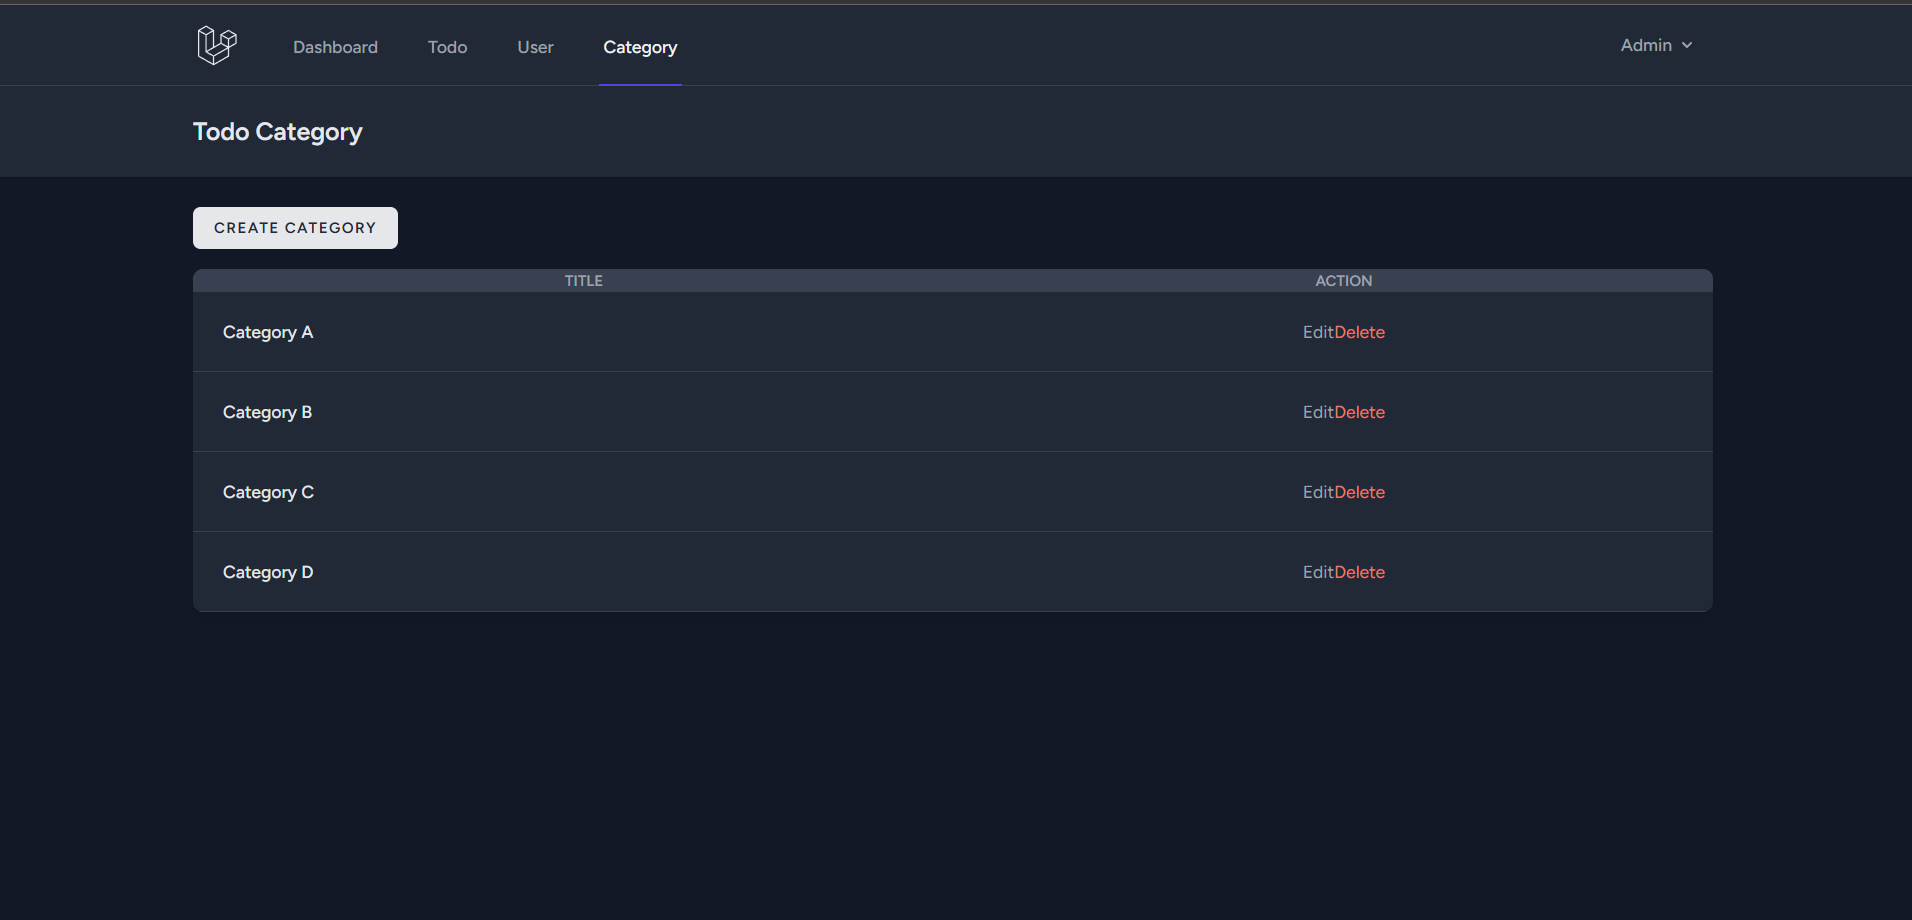 Dashboard Todo User Category Admin
Todo Category
CREATE CATEGORY
TITLE ACTION
Category A EditDelete
Category B EditDelete
Category C EditDelete
Category D EditDelete